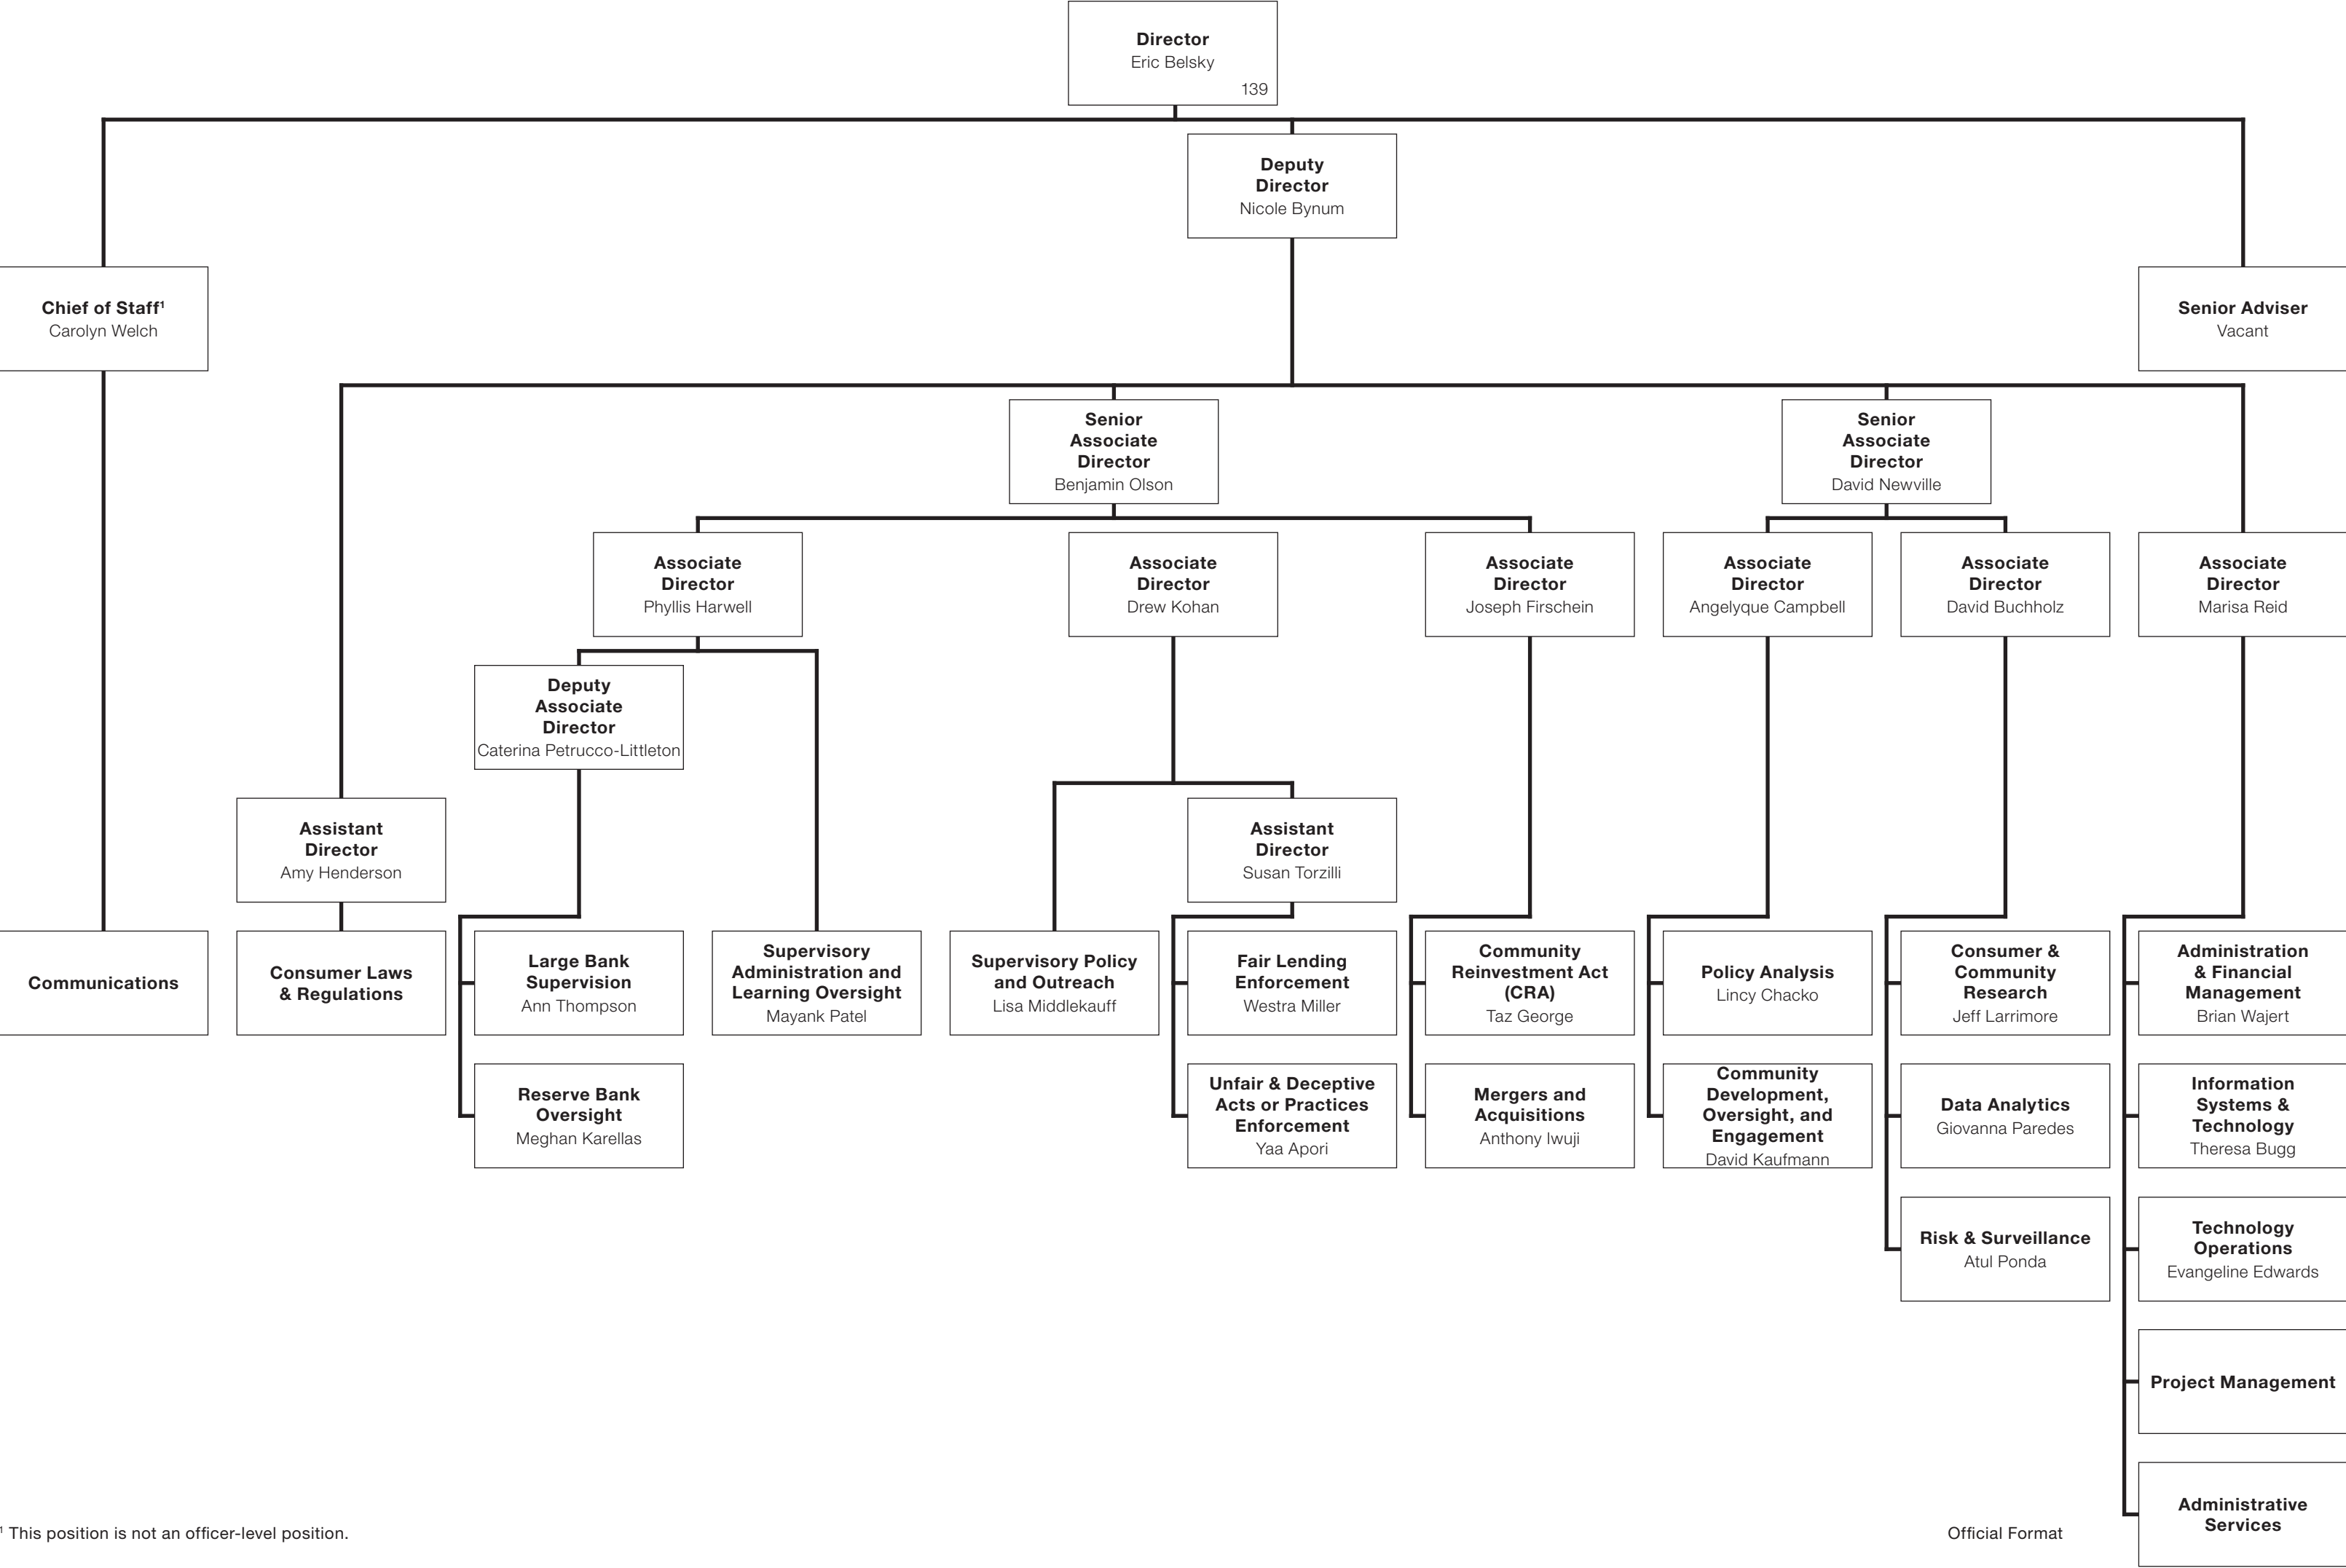 Director
Eric Belsky
139
Deputy
Director
Nicole Bynum
Chief of Staff¹
Carolyn Welch
Senior Adviser
Vacant
Senior
Associate
Director
Benjamin Olson
Senior
Associate
Director
David Newville
Associate
Director
Phyllis Harwell
Associate
Director
Drew Kohan
Associate
Director
Joseph Firschein
Associate
Director
Angelyque Campbell
Associate
Director
David Buchholz
Associate
Director
Marisa Reid
Deputy
Associate
Director
Caterina Petrucco-Littleton
Assistant
Director
Amy Henderson
Assistant
Director
Susan Torzilli
Communications
Consumer Laws
& Regulations
Large Bank
Supervision
Ann Thompson
Supervisory
Administration and
Learning Oversight
Mayank Patel
Supervisory Policy
and Outreach
Lisa Middlekauff
Fair Lending
Enforcement
Westra Miller
Community
Reinvestment Act
(CRA)
Taz George
Policy Analysis
Lincy Chacko
Consumer &
Community
Research
Jeff Larrimore
Administration
& Financial
Management
Brian Wajert
Reserve Bank
Oversight
Meghan Karellas
Unfair & Deceptive
Acts or Practices
Enforcement
Yaa Apori
Mergers and
Acquisitions
Anthony Iwuji
Community
Development,
Oversight, and
Engagement
David Kaufmann
Data Analytics
Giovanna Paredes
Information
Systems &
Technology
Theresa Bugg
Risk & Surveillance
Atul Ponda
Technology
Operations
Evangeline Edwards
Project Management
Administrative
Services
¹ This position is not an officer-level position.
Official Format